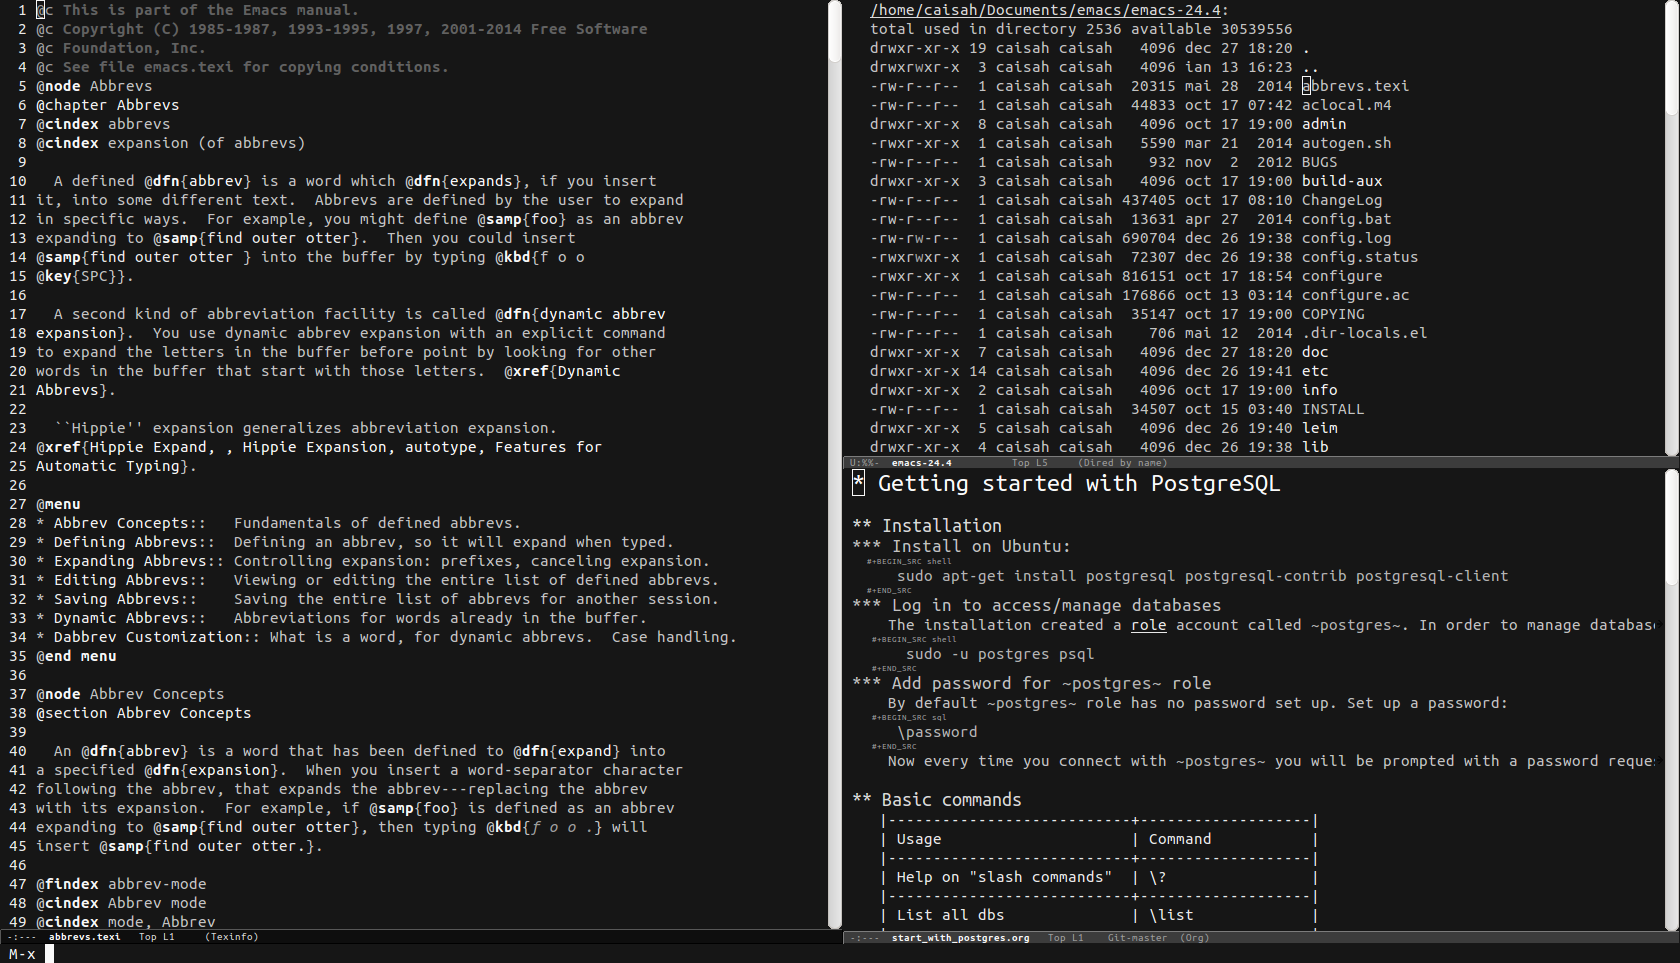 1 @c This is part of the Emacs manual.
2 @c Copyright (C) 1985-1987, 1993-1995, 1997, 2001-2014 Free Software
3 @c Foundation, Inc.
4 @c See file emacs.texi for copying conditions.
5 @node Abbrevs
6 @chapter Abbrevs
7 @cindex abbrevs
8 @cindex expansion (of abbrevs)
9
10   A defined @dfn{abbrev} is a word which @dfn{expands}, if you insert
11 it, into some different text.  Abbrevs are defined by the user to expand
12 in specific ways.  For example, you might define @samp{foo} as an abbrev
13 expanding to @samp{find outer otter}.  Then you could insert
14 @samp{find outer otter } into the buffer by typing @kbd{f o o
15 @key{SPC}}.
16
17   A second kind of abbreviation facility is called @dfn{dynamic abbrev
18 expansion}.  You use dynamic abbrev expansion with an explicit command
19 to expand the letters in the buffer before point by looking for other
20 words in the buffer that start with those letters.  @xref{Dynamic
21 Abbrevs}.
22
23   ``Hippie'' expansion generalizes abbreviation expansion.
24 @xref{Hippie Expand, , Hippie Expansion, autotype, Features for
25 Automatic Typing}.
26
27 @menu
28 * Abbrev Concepts::   Fundamentals of defined abbrevs.
29 * Defining Abbrevs::  Defining an abbrev, so it will expand when typed.
30 * Expanding Abbrevs:: Controlling expansion: prefixes, canceling expansion.
31 * Editing Abbrevs::   Viewing or editing the entire list of defined abbrevs.
32 * Saving Abbrevs::    Saving the entire list of abbrevs for another session.
33 * Dynamic Abbrevs::   Abbreviations for words already in the buffer.
34 * Dabbrev Customization:: What is a word, for dynamic abbrevs.  Case handling.
35 @end menu
36
37 @node Abbrev Concepts
38 @section Abbrev Concepts
39
40   An @dfn{abbrev} is a word that has been defined to @dfn{expand} into
41 a specified @dfn{expansion}.  When you insert a word-separator character
42 following the abbrev, that expands the abbrev---replacing the abbrev
43 with its expansion.  For example, if @samp{foo} is defined as an abbrev
44 expanding to @samp{find outer otter}, then typing @kbd{f o o .} will
45 insert @samp{find outer otter.}.
46
47 @findex abbrev-mode
48 @cindex Abbrev mode
49 @cindex mode, Abbrev
-:---  abbrevs.texi   Top L1     (Texinfo)
M-x
/home/caisah/Documents/emacs/emacs-24.4:
total used in directory 2536 available 30539556
drwxr-xr-x 19 caisah caisah   4096 dec 27 18:20 .
drwxrwxr-x  3 caisah caisah   4096 ian 13 16:23 ..
-rw-r--r--  1 caisah caisah  20315 mai 28  2014 abbrevs.texi
-rw-r--r--  1 caisah caisah  44833 oct 17 07:42 aclocal.m4
drwxr-xr-x  8 caisah caisah   4096 oct 17 19:00 admin
-rwxr-xr-x  1 caisah caisah   5590 mar 21  2014 autogen.sh
-rw-r--r--  1 caisah caisah    932 nov  2  2012 BUGS
drwxr-xr-x  3 caisah caisah   4096 oct 17 19:00 build-aux
-rw-r--r--  1 caisah caisah 437405 oct 17 08:10 ChangeLog
-rw-r--r--  1 caisah caisah  13631 apr 27  2014 config.bat
-rw-rw-r--  1 caisah caisah 690704 dec 26 19:38 config.log
-rwxrwxr-x  1 caisah caisah  72307 dec 26 19:38 config.status
-rwxr-xr-x  1 caisah caisah 816151 oct 17 18:54 configure
-rw-r--r--  1 caisah caisah 176866 oct 13 03:14 configure.ac
-rw-r--r--  1 caisah caisah  35147 oct 17 19:00 COPYING
-rw-r--r--  1 caisah caisah    706 mai 12  2014 .dir-locals.el
drwxr-xr-x  7 caisah caisah   4096 dec 27 18:20 doc
drwxr-xr-x 14 caisah caisah   4096 dec 26 19:41 etc
drwxr-xr-x  2 caisah caisah   4096 oct 17 19:00 info
-rw-r--r--  1 caisah caisah  34507 oct 15 03:40 INSTALL
drwxr-xr-x  5 caisah caisah   4096 dec 26 19:40 leim
drwxr-xr-x  4 caisah caisah   4096 dec 26 19:38 lib
U:%%-  emacs-24.4          Top L5     (Dired by name)
* Getting started with PostgreSQL
** Installation
*** Install on Ubuntu:
#+BEGIN_SRC shell
sudo apt-get install postgresql postgresql-contrib postgresql-client
#+END_SRC
*** Log in to access/manage databases
The installation created a role account called ~postgres~. In order to manage databas
#+BEGIN_SRC shell
sudo -u postgres psql
#+END_SRC
*** Add password for ~postgres~ role
By default ~postgres~ role has no password set up. Set up a password:
#+BEGIN_SRC sql
\password
#+END_SRC
Now every time you connect with ~postgres~ you will be prompted with a password reque
** Basic commands
|---------------------------+-------------------|
| Usage                     | Command           |
|---------------------------+-------------------|
| Help on "slash commands"  | \?                |
|---------------------------+-------------------|
| List all dbs              | \list             |
-:---  start_with_postgres.org   Top L1    Git-master  (Org)